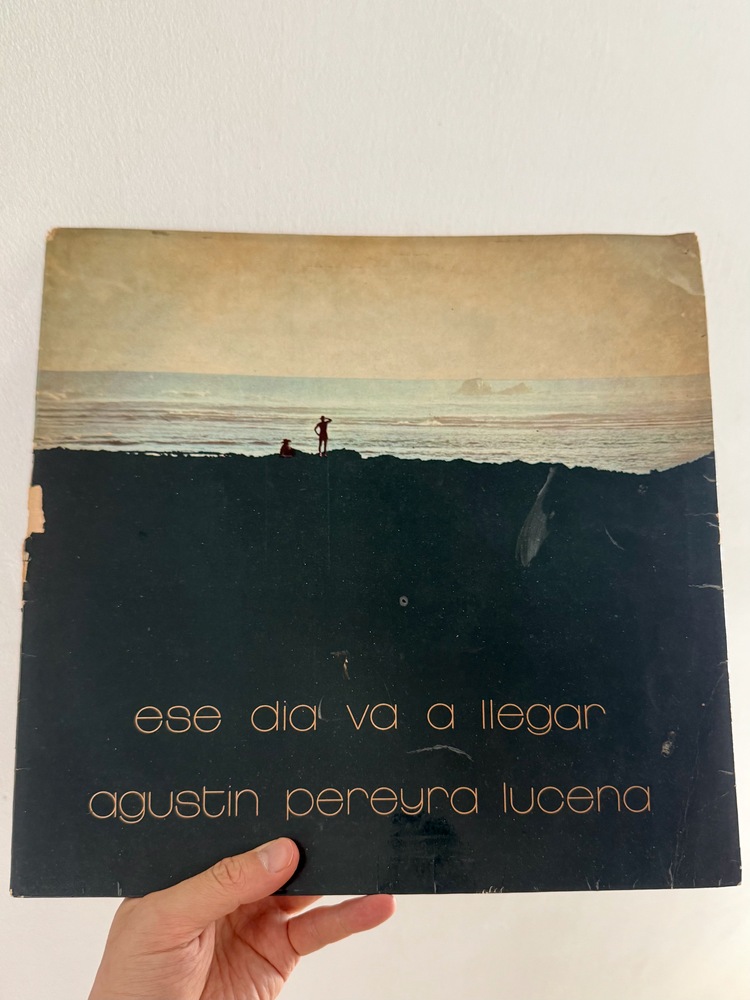 ese dia va a llegar
agustin pereyra lucena